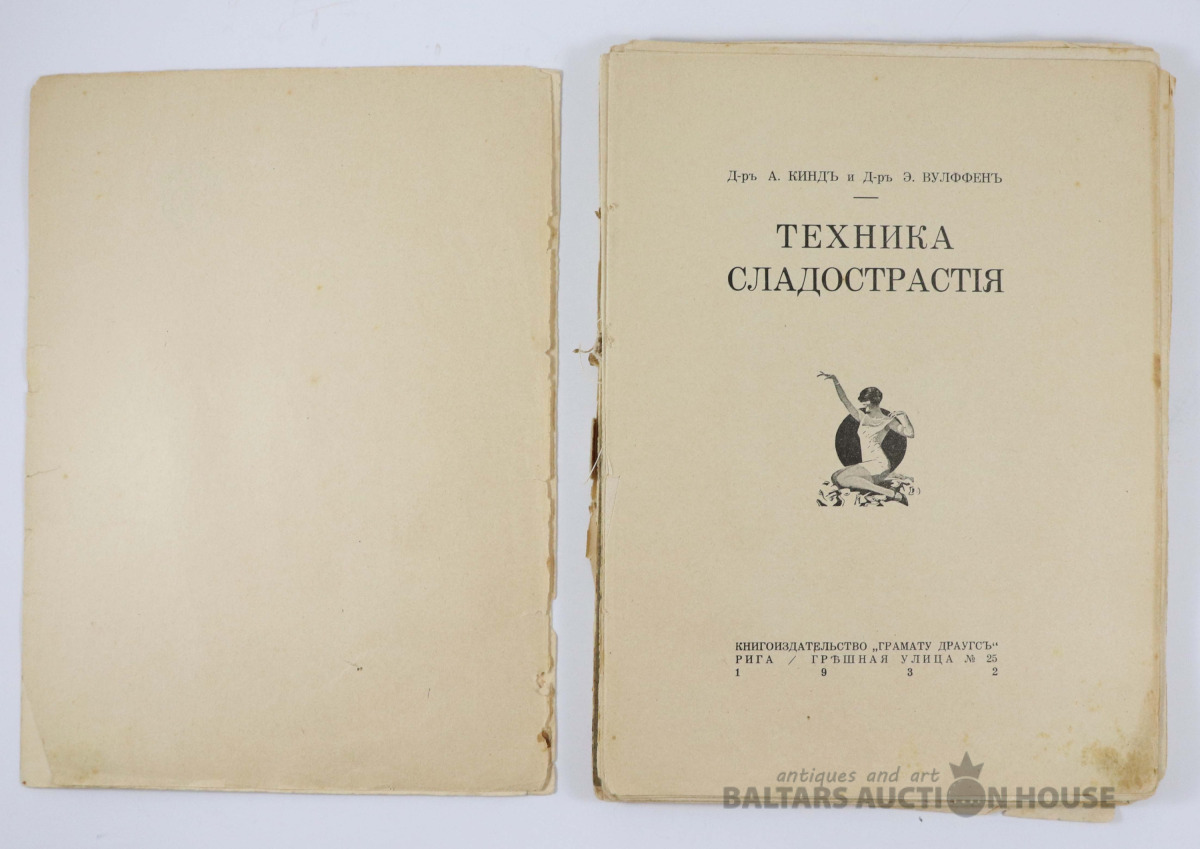 Д-ръ А. КИНДЪ и Д-ръ Э. ВУЛФФЕНЪ
ТЕХНИКА
СЛАДОСТРАСТІЯ
КНИГОИЗДАТЕЛЬСТВО „ГРАМАТУ ДРАУГСЪ“
РИГА / ГРѢШНАЯ УЛИЦА № 25
1 9 3 2
antiques and art
BALTARS AUCTION HOUSE